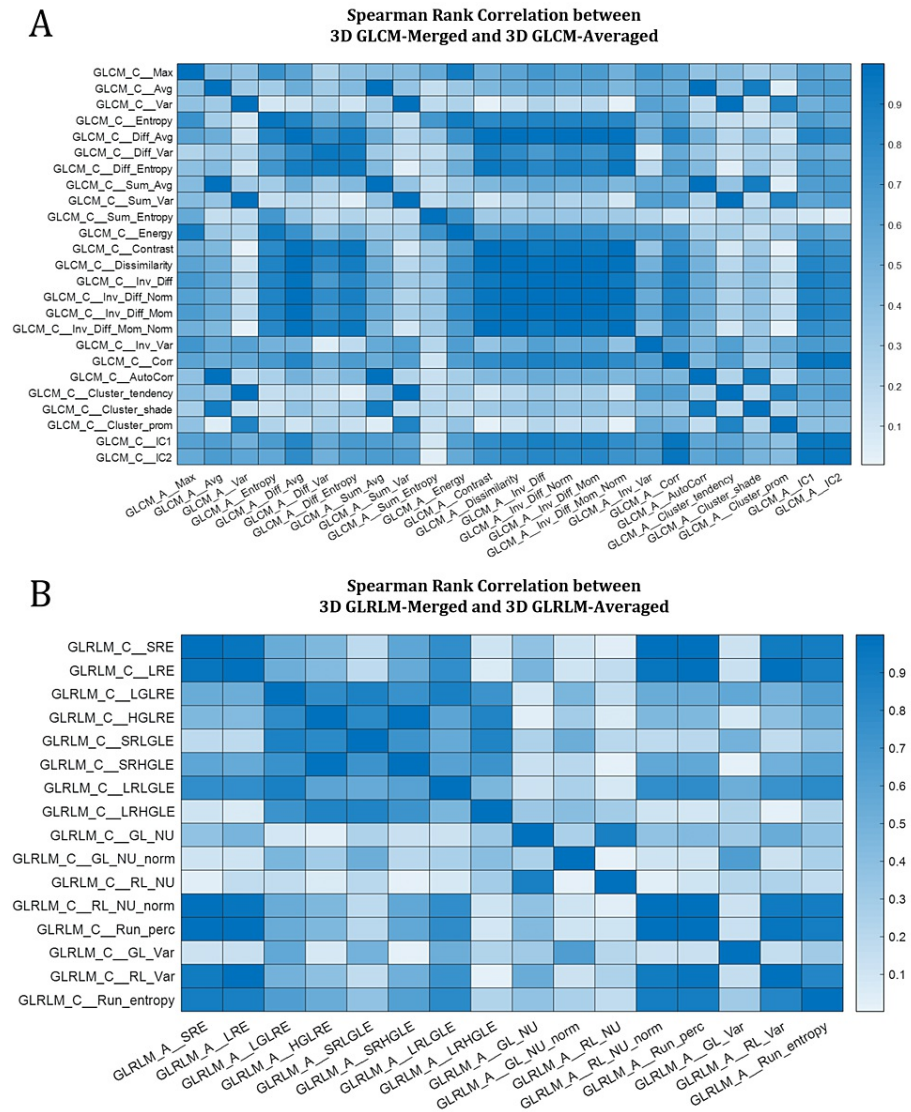 A
Spearman Rank Correlation between
3D GLCM-Merged and 3D GLCM-Averaged
GLCM_C__Max
GLCM_C__Avg
GLCM_C__Var
GLCM_C__Entropy
GLCM_C__Diff_Avg
GLCM_C__Diff_Var
GLCM_C__Diff_Entropy
GLCM_C__Sum_Avg
GLCM_C__Sum_Var
GLCM_C__Sum_Entropy
GLCM_C__Energy
GLCM_C__Contrast
GLCM_C__Dissimilarity
GLCM_C__Inv_Diff
GLCM_C__Inv_Diff_Norm
GLCM_C__Inv_Diff_Mom
GLCM_C__Inv_Diff_Mom_Norm
GLCM_C__Inv_Var
GLCM_C__Corr
GLCM_C__AutoCorr
GLCM_C__Cluster_tendency
GLCM_C__Cluster_shade
GLCM_C__Cluster_prom
GLCM_C__IC1
GLCM_C__IC2
GLCM_A__Max
GLCM_A__Avg
GLCM_A__Var
GLCM_A__Entropy
GLCM_A__Diff_Avg
GLCM_A__Diff_Var
GLCM_A__Diff_Entropy
GLCM_A__Sum_Avg
GLCM_A__Sum_Var
GLCM_A__Sum_Entropy
GLCM_A__Energy
GLCM_A__Contrast
GLCM_A__Dissimilarity
GLCM_A__Inv_Diff
GLCM_A__Inv_Diff_Norm
GLCM_A__Inv_Diff_Mom
GLCM_A__Inv_Diff_Mom_Norm
GLCM_A__Inv_Var
GLCM_A__Corr
GLCM_A__AutoCorr
GLCM_A__Cluster_tendency
GLCM_A__Cluster_shade
GLCM_A__Cluster_prom
GLCM_A__IC1
GLCM_A__IC2
0.9
0.8
0.7
0.6
0.5
0.4
0.3
0.2
0.1
B
Spearman Rank Correlation between
3D GLRLM-Merged and 3D GLRLM-Averaged
GLRLM_C__SRE
GLRLM_C__LRE
GLRLM_C__LGLRE
GLRLM_C__HGLRE
GLRLM_C__SRLGLE
GLRLM_C__SRHGLE
GLRLM_C__LRLGLE
GLRLM_C__LRHGLE
GLRLM_C__GL_NU
GLRLM_C__GL_NU_norm
GLRLM_C__RL_NU
GLRLM_C__RL_NU_norm
GLRLM_C__Run_perc
GLRLM_C__GL_Var
GLRLM_C__RL_Var
GLRLM_C__Run_entropy
GLRLM_A__SRE
GLRLM_A__LRE
GLRLM_A__LGLRE
GLRLM_A__HGLRE
GLRLM_A__SRLGLE
GLRLM_A__SRHGLE
GLRLM_A__LRLGLE
GLRLM_A__LRHGLE
GLRLM_A__GL_NU
GLRLM_A__GL_NU_norm
GLRLM_A__RL_NU
GLRLM_A__RL_NU_norm
GLRLM_A__Run_perc
GLRLM_A__GL_Var
GLRLM_A__RL_Var
GLRLM_A__Run_entropy
0.9
0.8
0.7
0.6
0.5
0.4
0.3
0.2
0.1